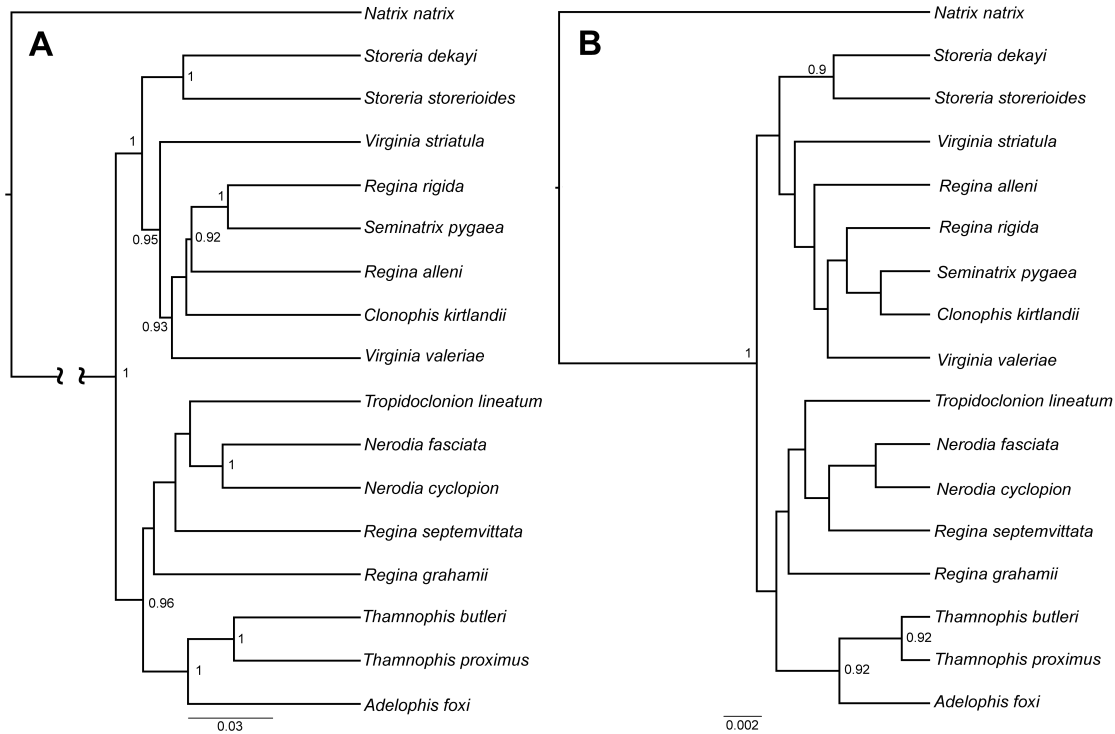 A
Natrix natrix
Storeria dekayi
1
Storeria storerioides
1
Virginia striatula
Regina rigida
1
Seminatrix pygaea
0.92
0.95
Regina alleni
Clonophis kirtlandii
0.93
Virginia valeriae
1
Tropidoclonion lineatum
Nerodia fasciata
1
Nerodia cyclopion
Regina septemvittata
Regina grahamii
0.96
Thamnophis butleri
1
Thamnophis proximus
1
Adelophis foxi
0.03
B
Natrix natrix
Storeria dekayi
0.9
Storeria storerioides
Virginia striatula
Regina alleni
Regina rigida
Seminatrix pygaea
Clonophis kirtlandii
1
Virginia valeriae
Tropidoclonion lineatum
Nerodia fasciata
Nerodia cyclopion
Regina septemvittata
Regina grahamii
Thamnophis butleri
0.92
Thamnophis proximus
0.92
Adelophis foxi
0.002